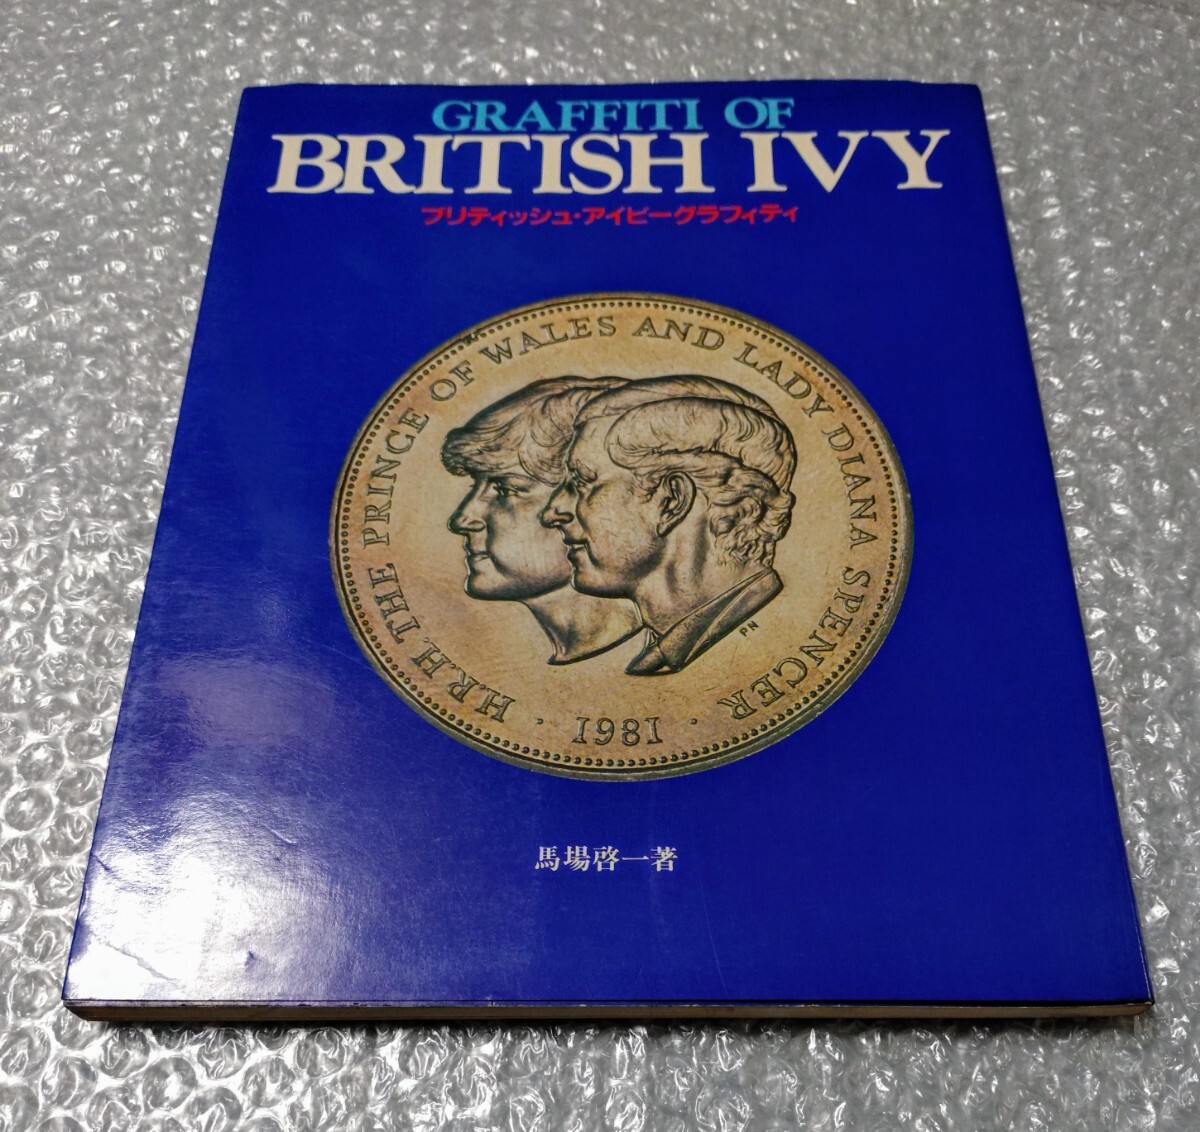 GRAFFITI OF
BRITISH IVY
ブリティッシュ・アイビーグラフィティ
H.R.H. THE PRINCE OF WALES AND LADY DIANA SPENCER
PN
· 1981 ·
馬場啓一著